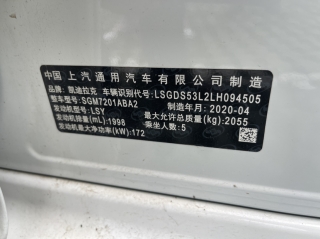 中国 上汽通用汽车有限公司 制造
品牌: 凯迪拉克 车辆识别代号: LSGDS53L2LH094505
整车型号: SGM7201ABA2 制造年月: 2020-04
发动机型号: LSY 最大允许总质量(kg): 2055
发动机排量(mL): 1998 乘坐人数: 5
发动机最大净功率(kW): 172